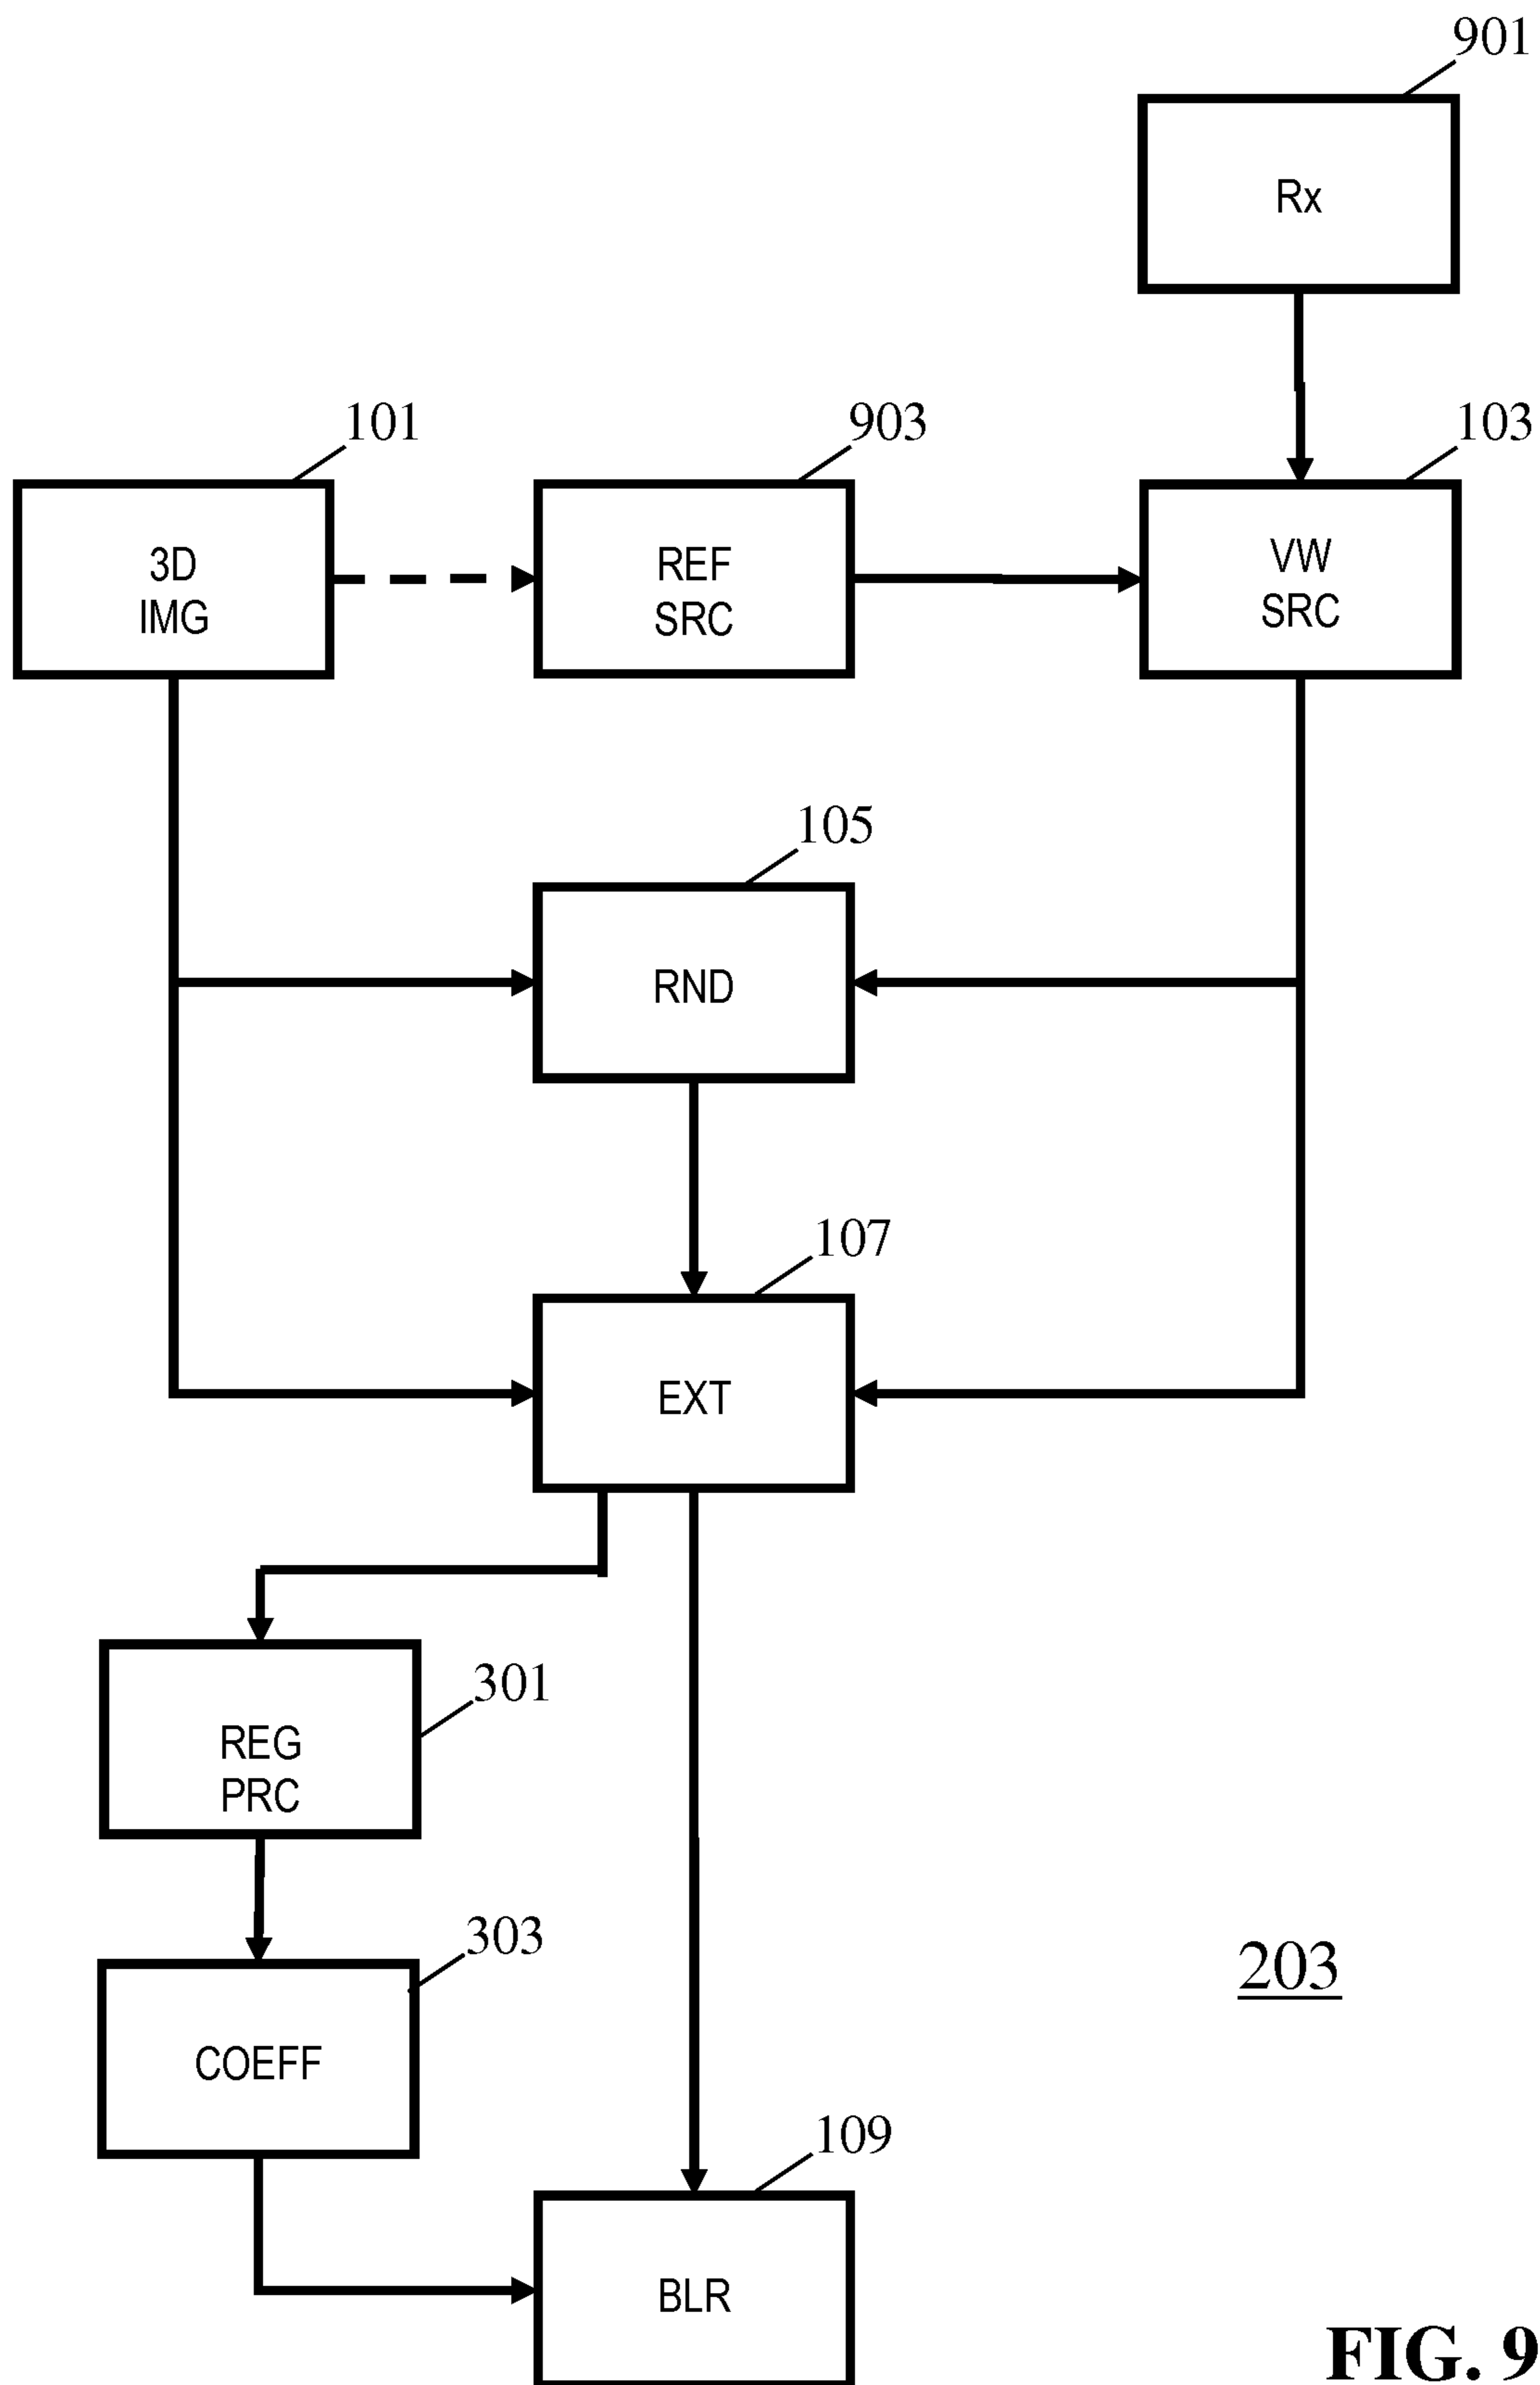 901
Rx
101
903
103
3D
IMG
REF
SRC
VW
SRC
105
RND
107
EXT
301
REG
PRC
303
COEFF
203
109
BLR
FIG. 9